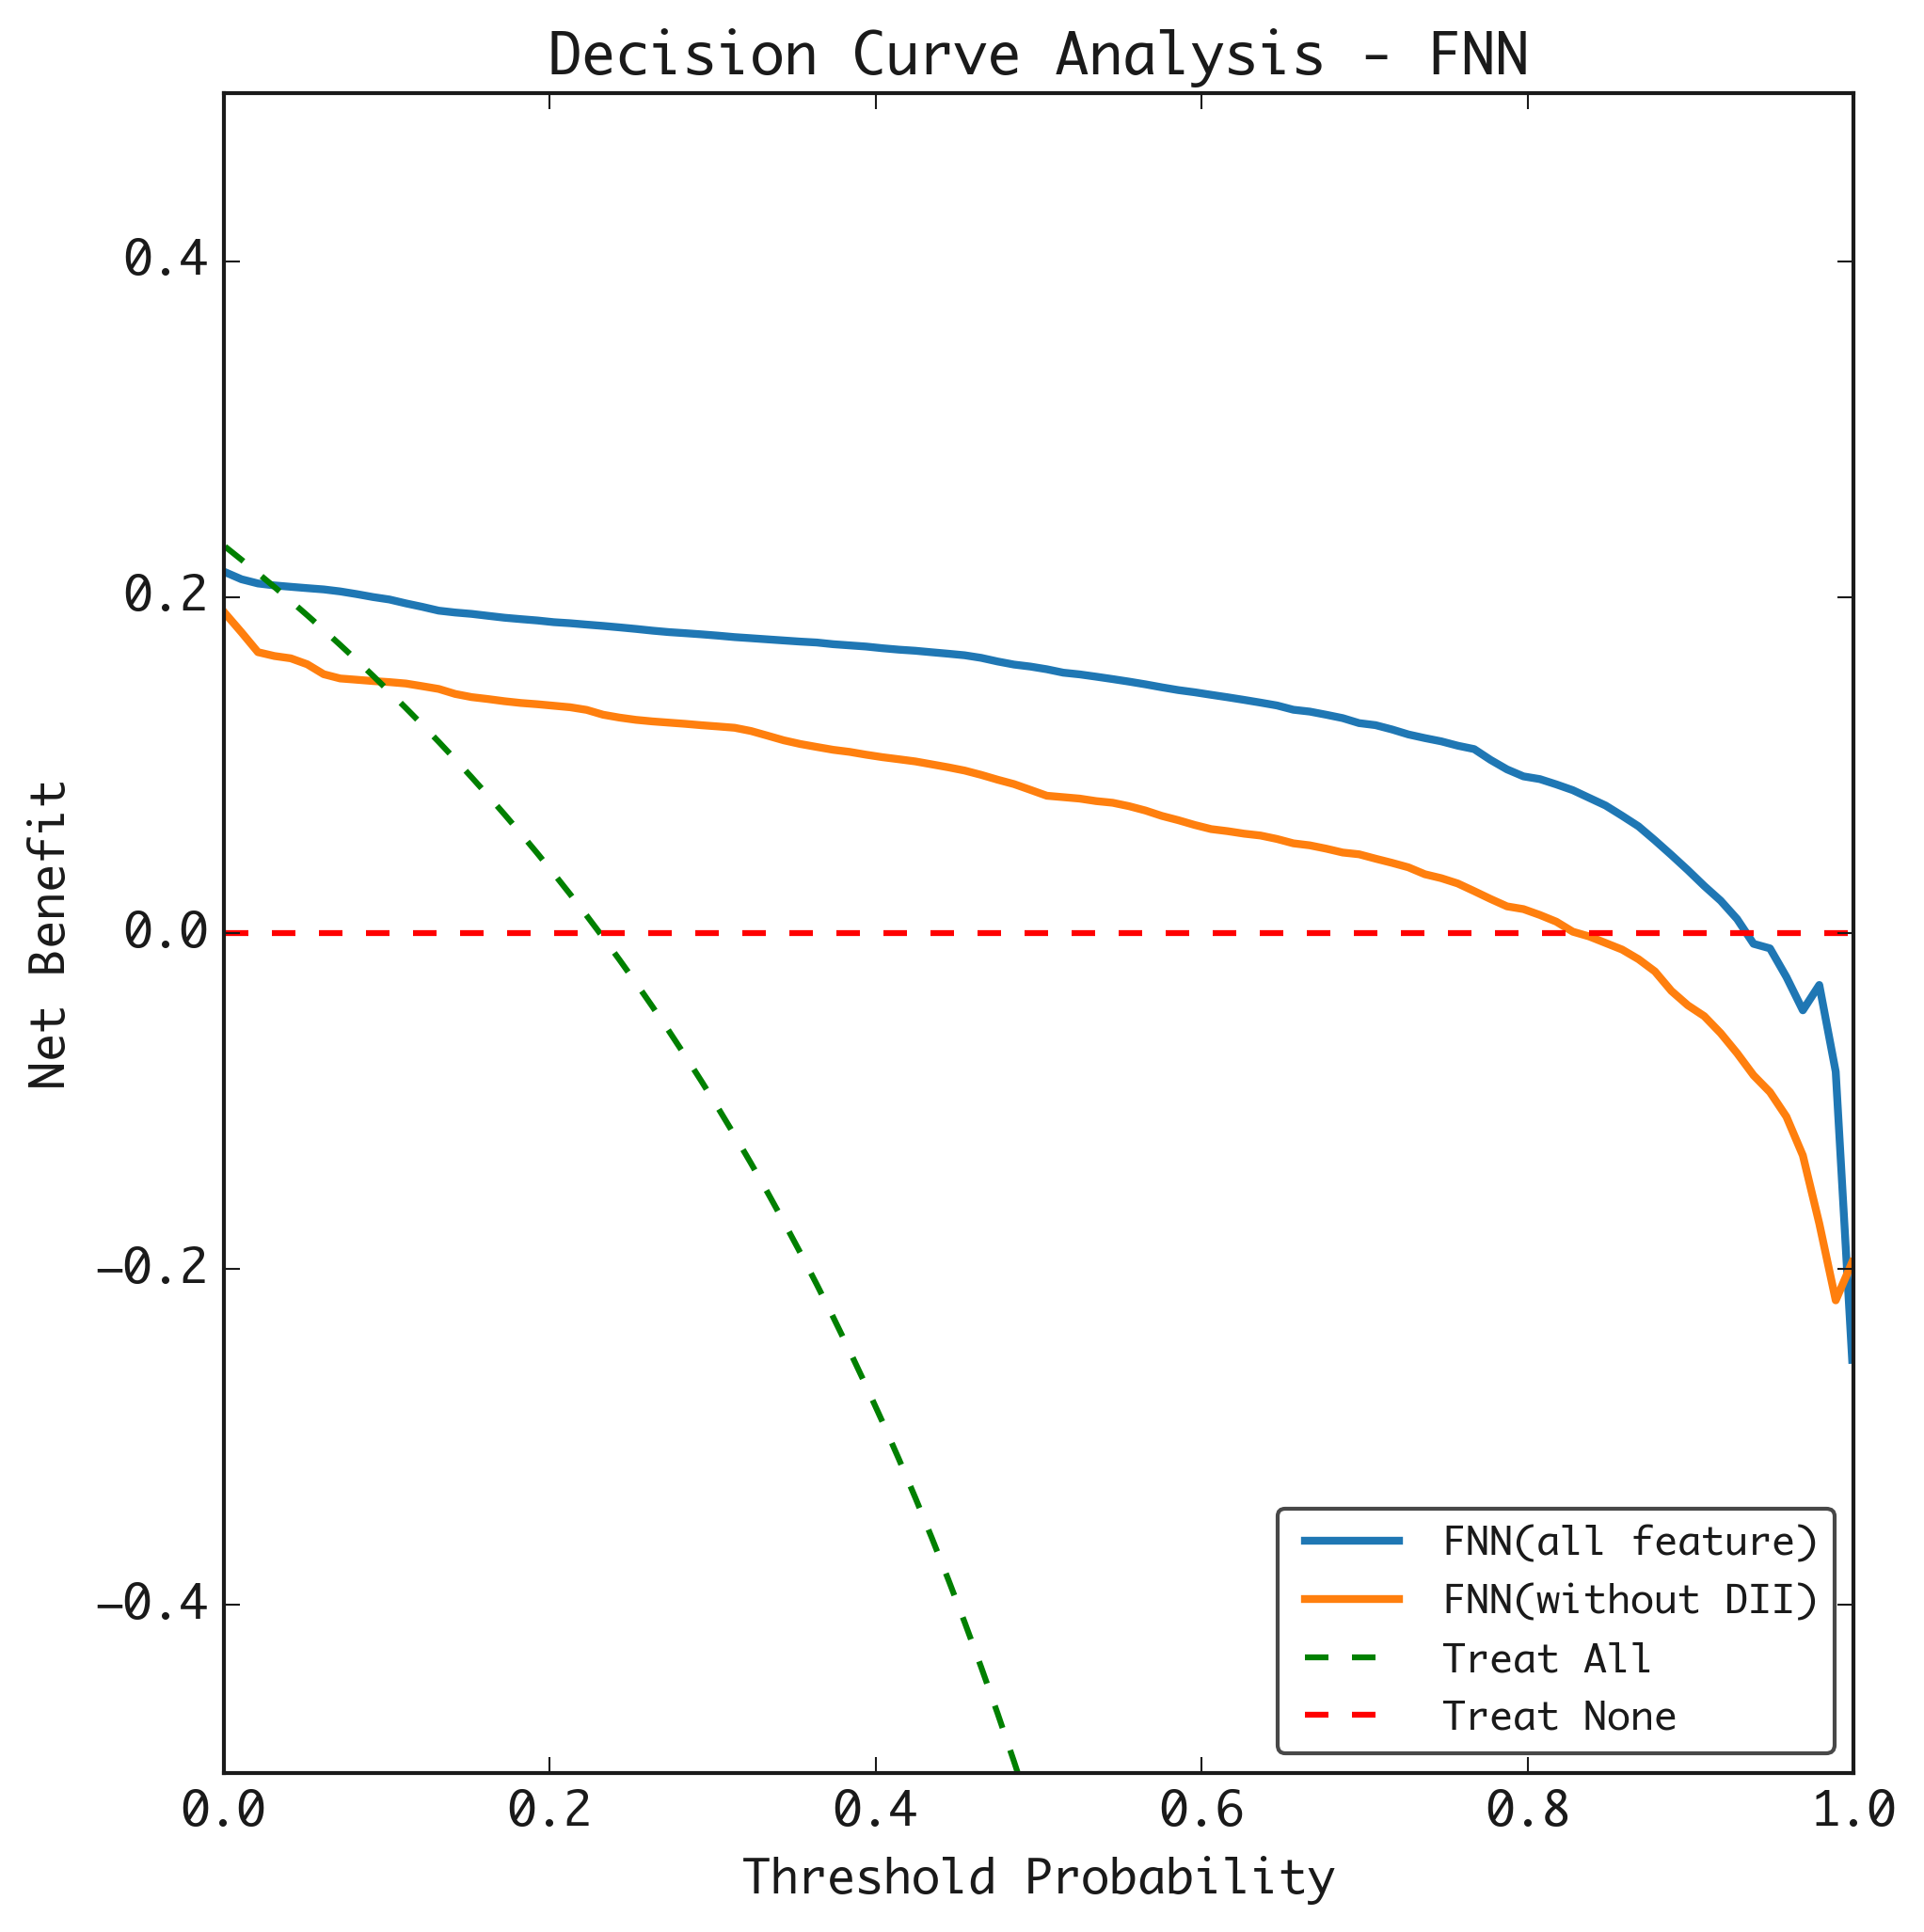 Decision Curve Analysis - FNN
Net Benefit
0.4
0.2
0.0
−0.2
−0.4
0.0 0.2 0.4 0.6 0.8 1.0
Threshold Probability
FNN(all feature)
FNN(without DII)
Treat All
Treat None